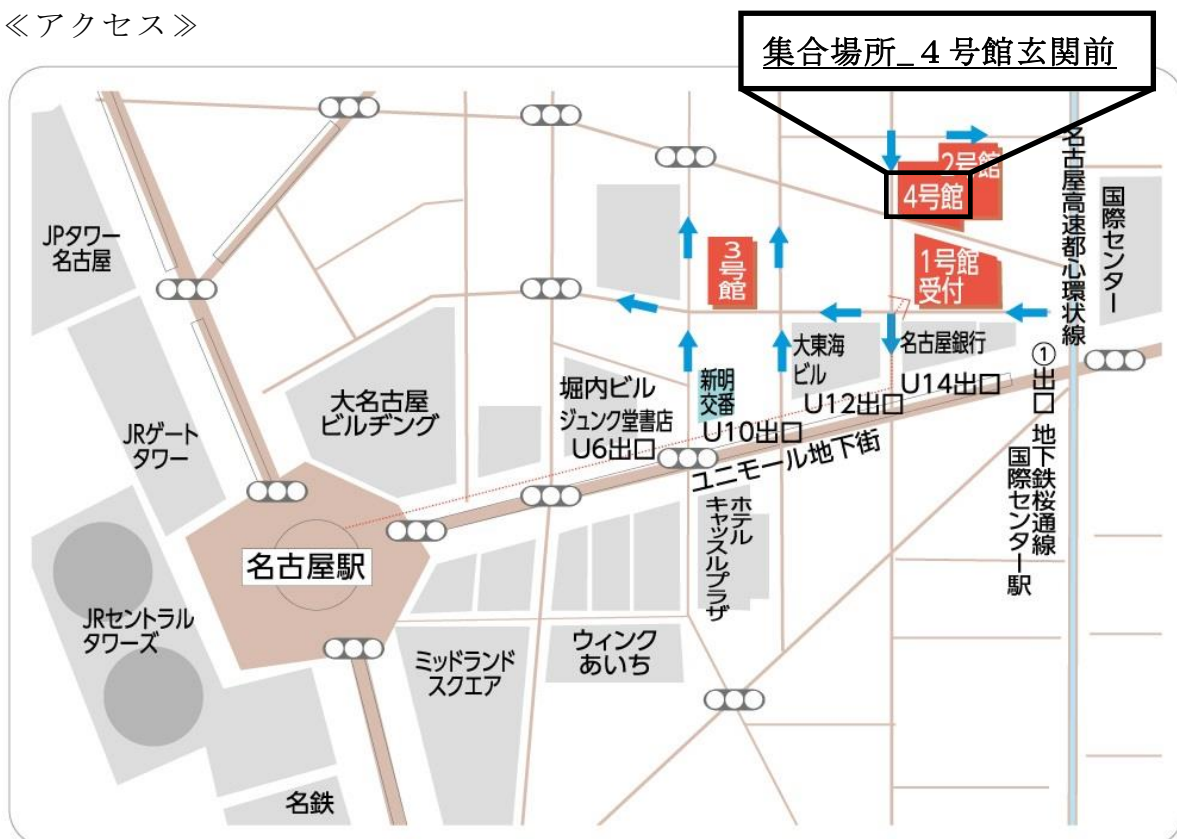 ≪アクセス≫
集合場所_４号館玄関前
2号館
4号館
名古屋高速都心環状線
国際センター
3号館
1号館
受付
JPタワー
名古屋
大東海
ビル
名古屋銀行
①出口 地下鉄桜通線
国際センター駅
新明
交番
堀内ビル
ジュンク堂書店
U6出口
U10出口
U12出口
U14出口
大名古屋
ビルヂング
JRゲート
タワー
ユニモール地下街
ホテル
キャッスルプラザ
名古屋駅
JRセントラル
タワーズ
ミッドランド
スクエア
ウィンク
あいち
名鉄